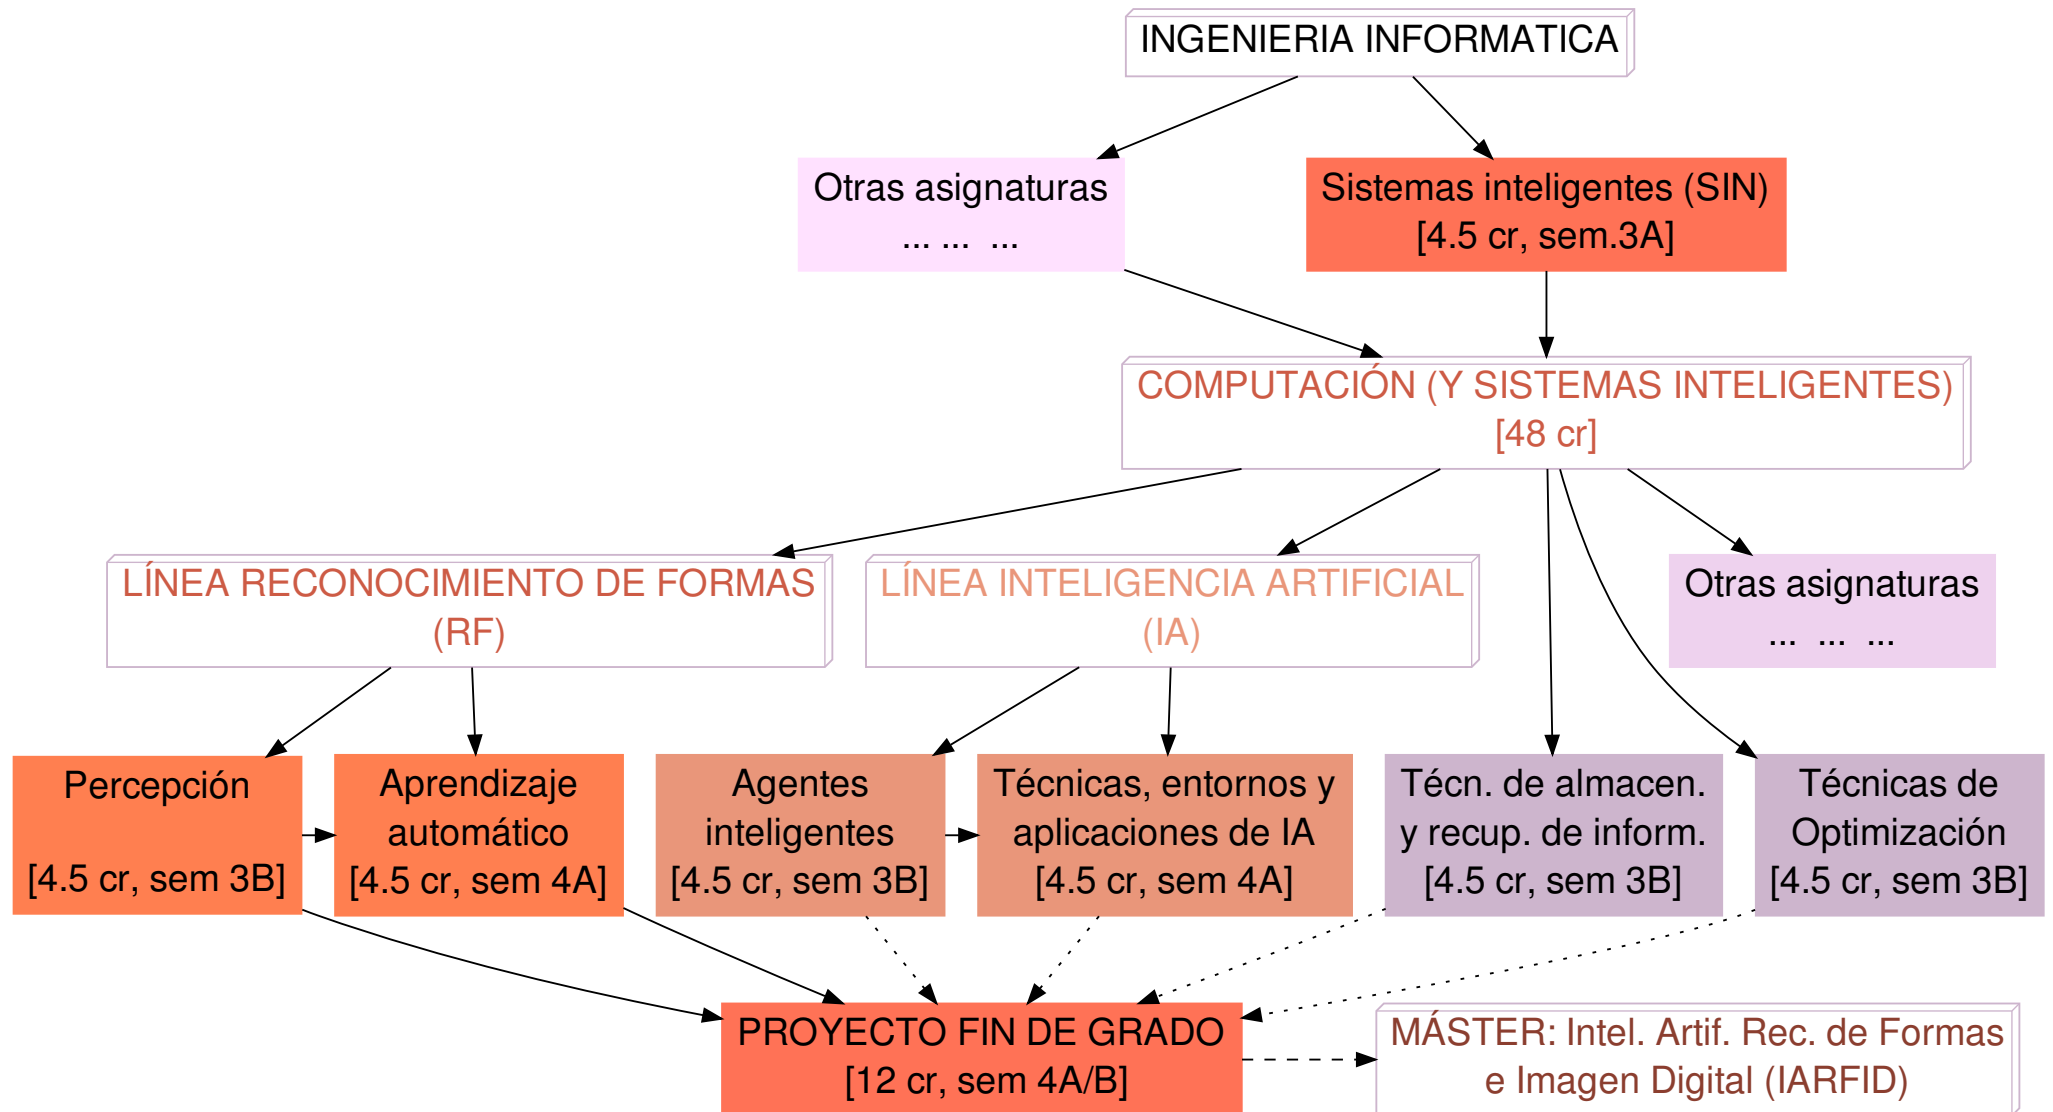 INGENIERIA INFORMATICA
Otras asignaturas
... ... ...
Sistemas inteligentes (SIN)
[4.5 cr, sem.3A]
COMPUTACIÓN (Y SISTEMAS INTELIGENTES)
[48 cr]
LÍNEA RECONOCIMIENTO DE FORMAS
(RF)
LÍNEA INTELIGENCIA ARTIFICIAL
(IA)
Otras asignaturas
... ... ...
Percepción
[4.5 cr, sem 3B]
Aprendizaje
automático
[4.5 cr, sem 4A]
Agentes
inteligentes
[4.5 cr, sem 3B]
Técnicas, entornos y
aplicaciones de IA
[4.5 cr, sem 4A]
Técn. de almacen.
y recup. de inform.
[4.5 cr, sem 3B]
Técnicas de
Optimización
[4.5 cr, sem 3B]
PROYECTO FIN DE GRADO
[12 cr, sem 4A/B]
MÁSTER: Intel. Artif. Rec. de Formas
e Imagen Digital (IARFID)